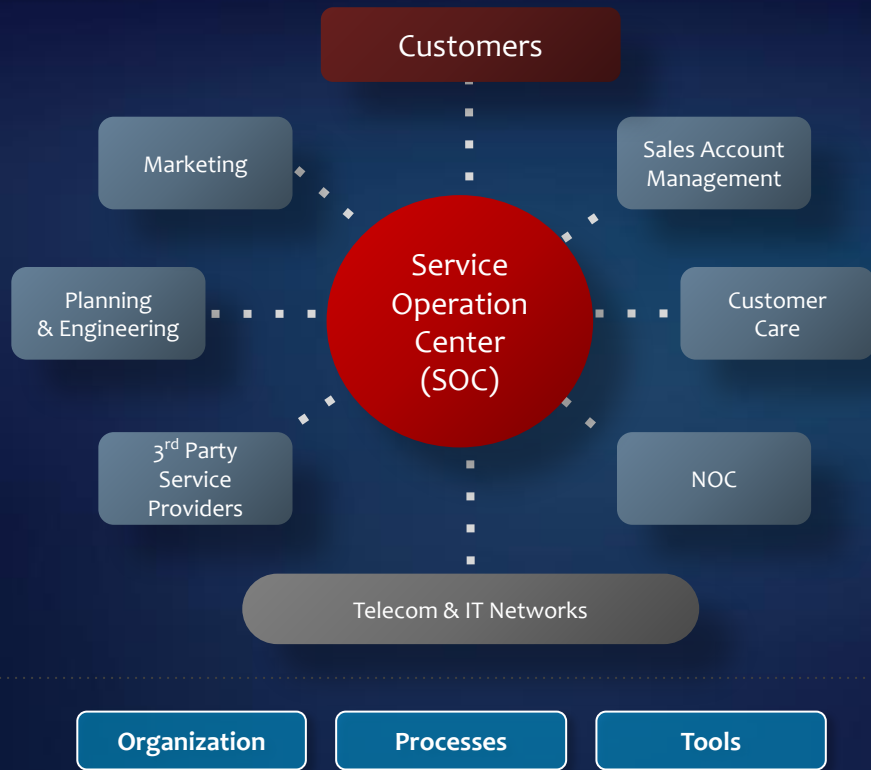 Customers
Marketing
Sales Account
Management
Service
Operation
Center
(SOC)
Planning
& Engineering
Customer
Care
3rd Party
Service
Providers
NOC
Telecom & IT Networks
Organization
Processes
Tools